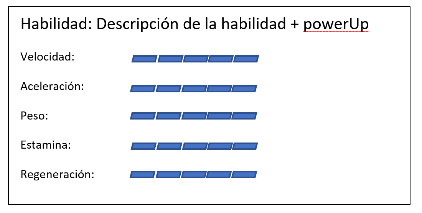 Habilidad: Descripción de la habilidad + powerUp
Velocidad:
Aceleración:
Peso:
Estamina:
Regeneración: